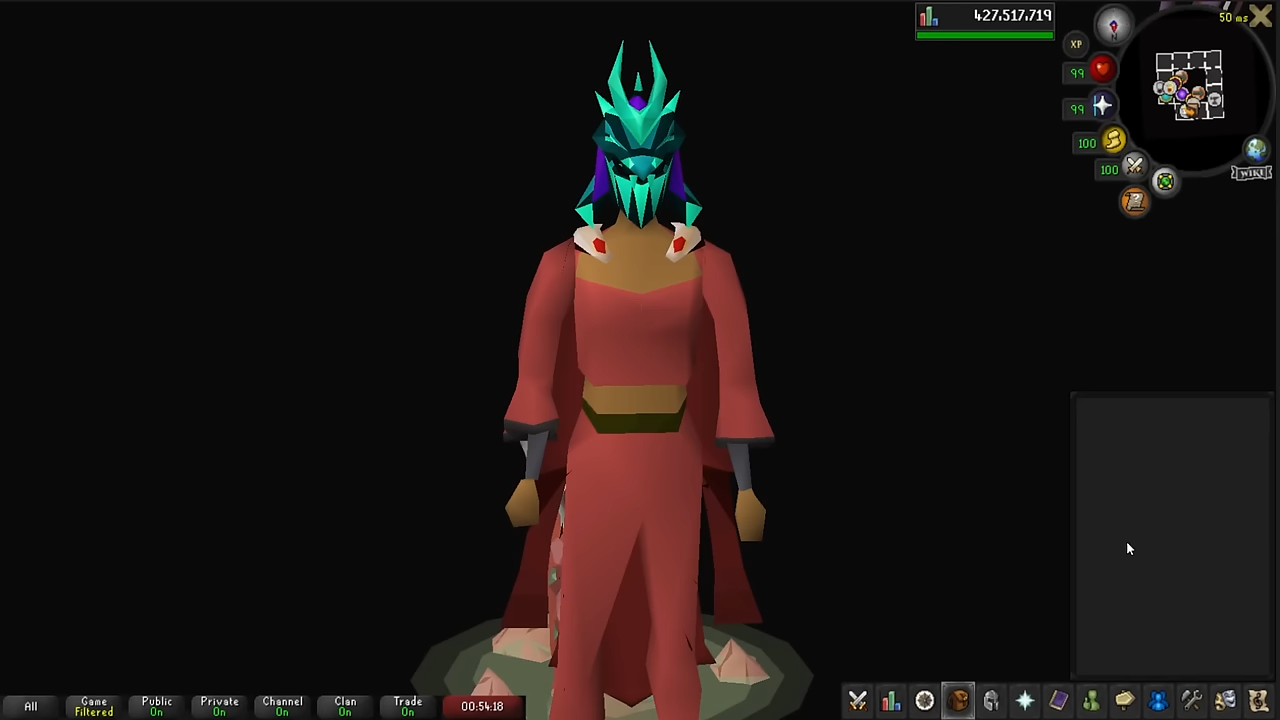 427,517,719
50 ms
XP
99
99
100
100
N
WIKI
All
Game
Filtered
Public
On
Private
On
Channel
On
Clan
On
Trade
On
00:54:18